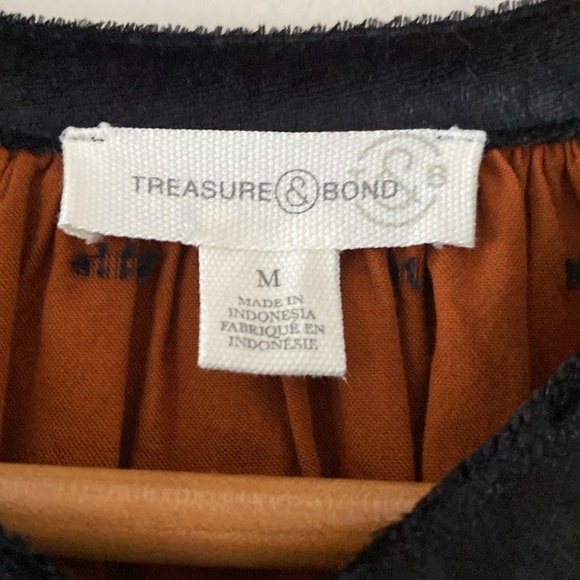 TREASURE & BOND
& B
M
MADE IN
INDONESIA
FABRIQUÉ EN
INDONÉSIE